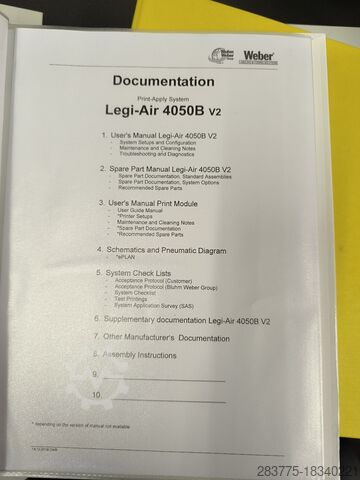 Bluhm
Weber
Weber
Documentation
Print-Apply System
Legi-Air 4050B V2
1. User's Manual Legi-Air 4050B V2
- System Setups and Configuration
- Maintenance and Cleaning Notes
- Troubleshooting and Diagnostics
2. Spare Part Manual Legi-Air 4050B V2
- Spare Part Documentation, Standard Assemblies
- Spare Part Documentation, System Options
- Recommended Spare Parts
3. User's Manual Print Module
- User Guide Manual
- *Printer Setups
- Maintenance and Cleaning Notes
- *Spare Part Documentation
- *Recommended Spare Parts
4. Schematics and Pneumatic Diagram
- *ePLAN
5. System Check Lists
- Acceptance Protocol (Customer)
- Acceptance Protocol (Bluhm Weber Group)
- System Checklist
- Test Printings
- System Application Survey (SAS)
6. Supplementary documentation Legi-Air 4050B V2
7. Other Manufacturer's Documentation
8. Assembly Instructions
9.
10.
* depending on the version of manual not available
283775-18340221